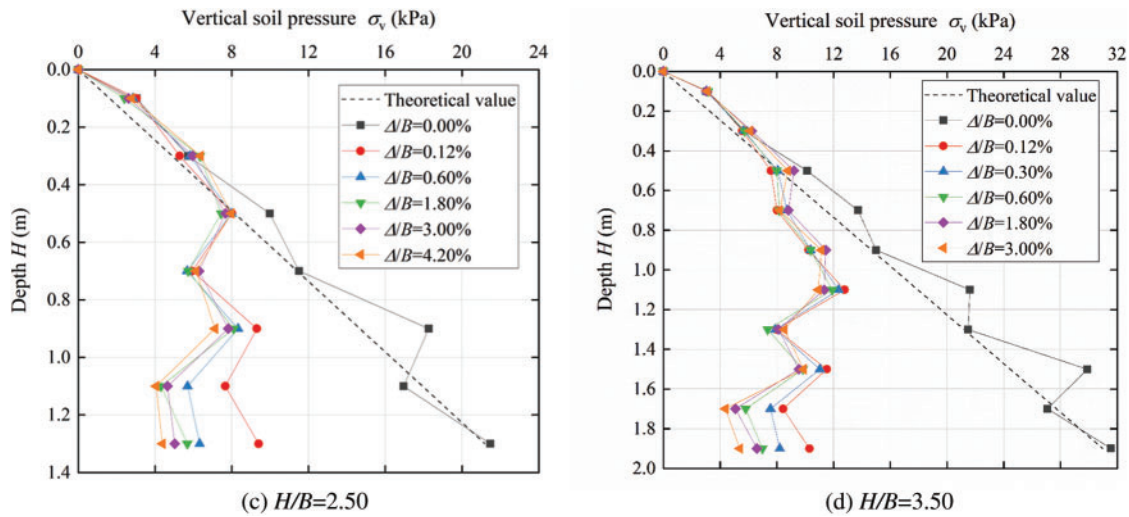 Vertical soil pressure σv (kPa)
0 4 8 12 16 20 24
0.0
0.2
0.4
0.6
0.8
1.0
1.2
1.4
Depth H (m)
Theoretical value
Δ/B=0.00%
Δ/B=0.12%
Δ/B=0.60%
Δ/B=1.80%
Δ/B=3.00%
Δ/B=4.20%
(c) H/B=2.50
Vertical soil pressure σv (kPa)
0 4 8 12 16 20 24 28 32
0.0
0.2
0.4
0.6
0.8
1.0
1.2
1.4
1.6
1.8
2.0
Depth H (m)
Theoretical value
Δ/B=0.00%
Δ/B=0.12%
Δ/B=0.30%
Δ/B=0.60%
Δ/B=1.80%
Δ/B=3.00%
(d) H/B=3.50